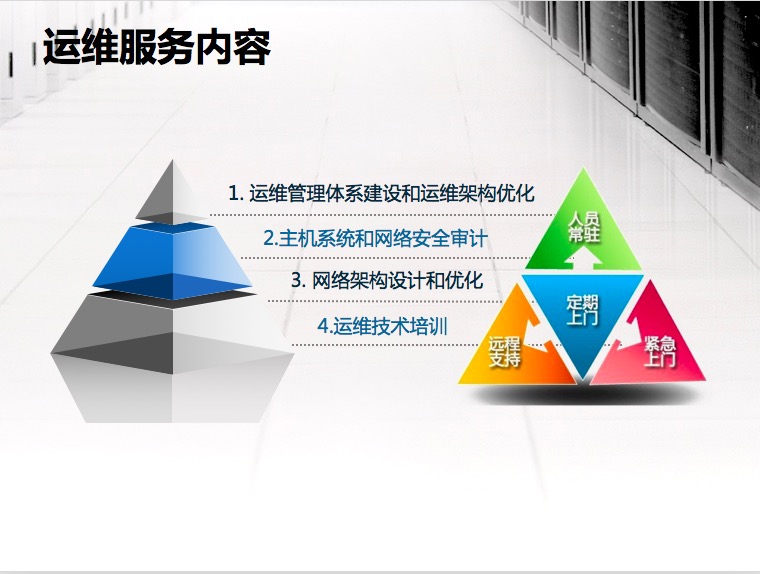 运维服务内容
1. 运维管理体系建设和运维架构优化
2.主机系统和网络安全审计
3. 网络架构设计和优化
4.运维技术培训
人员
常驻
定期
上门
远程
支持
紧急
上门